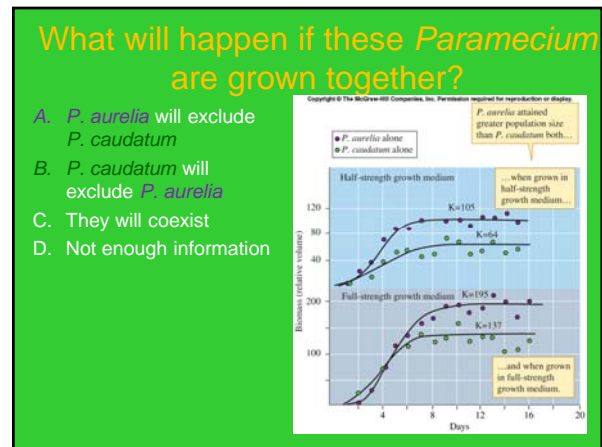 What will happen if these Paramecium
are grown together?
A. P. aurelia will exclude
P. caudatum
B. P. caudatum will
exclude P. aurelia
C. They will coexist
D. Not enough information
Copyright © The McGraw-Hill Companies, Inc. Permission required for reproduction or display.
P. aurelia attained
greater population size
than P. caudatum both…
P. aurelia alone
P. caudatum alone
Half-strength growth medium
…when grown in
half-strength
growth medium…
K=105
K=64
120
80
40
Full-strength growth medium
K=195
K=137
200
100
…and when grown
in full-strength
growth medium.
Biomass (relative volume)
4 8 12 16 20
Days